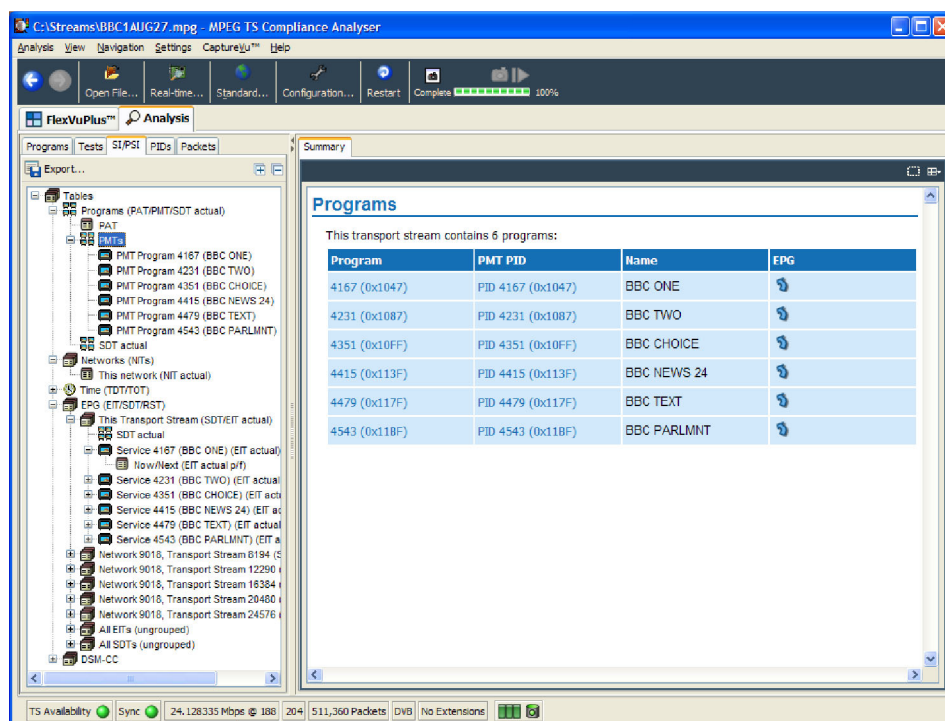 C:\Streams\BBC1AUG27.mpg - MPEG TS Compliance Analyser
Analysis View Navigation Settings CaptureVu™ Help
Open File... Real-time... Standard... Configuration... Restart Complete 100%
FlexVuPlus™ Analysis
Programs Tests SI/PSI PIDs Packets
Summary
Export...
Tables
Programs (PAT/PMT/SDT actual)
PAT
PMTs
PMT Program 4167 (BBC ONE)
PMT Program 4231 (BBC TWO)
PMT Program 4351 (BBC CHOICE)
PMT Program 4415 (BBC NEWS 24)
PMT Program 4479 (BBC TEXT)
PMT Program 4543 (BBC PARLMNT)
SDT actual
Networks (NITs)
This network (NIT actual)
Time (TDT/TOT)
EPG (EIT/SDT/RST)
This Transport Stream (SDT/EIT actual)
SDT actual
Service 4167 (BBC ONE) (EIT actual)
Now/Next (EIT actual p/f)
Service 4231 (BBC TWO) (EIT actual
Service 4351 (BBC CHOICE) (EIT actu
Service 4415 (BBC NEWS 24) (EIT ac
Service 4479 (BBC TEXT) (EIT actual
Service 4543 (BBC PARLMNT) (EIT a
Network 9018, Transport Stream 8194 (S
Network 9018, Transport Stream 12290 (
Network 9018, Transport Stream 16384 (
Network 9018, Transport Stream 20480 (
Network 9018, Transport Stream 24576 (
All EITs (ungrouped)
All SDTs (ungrouped)
DSM-CC
Programs
This transport stream contains 6 programs:
Program PMT PID Name EPG
4167 (0x1047) PID 4167 (0x1047) BBC ONE
4231 (0x1087) PID 4231 (0x1087) BBC TWO
4351 (0x10FF) PID 4351 (0x10FF) BBC CHOICE
4415 (0x113F) PID 4415 (0x113F) BBC NEWS 24
4479 (0x117F) PID 4479 (0x117F) BBC TEXT
4543 (0x11BF) PID 4543 (0x11BF) BBC PARLMNT
TS Availability Sync 24.128335 Mbps @ 188 204 511,360 Packets DVB No Extensions